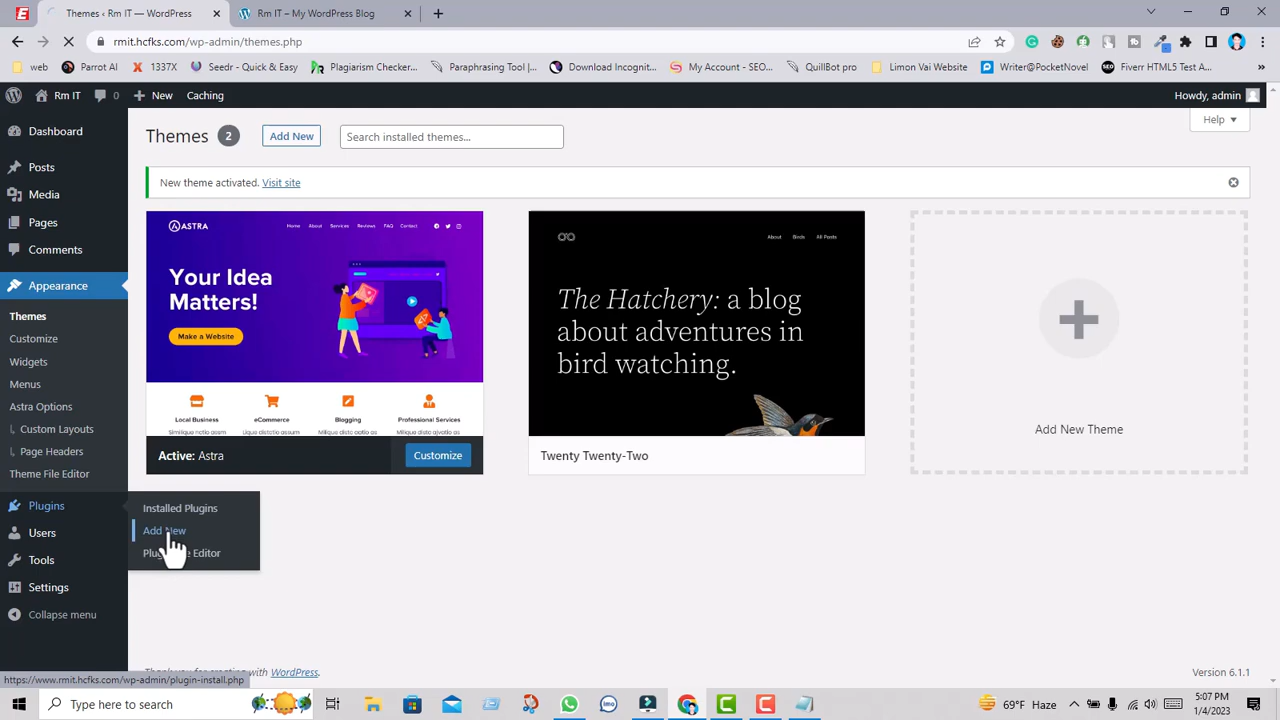 Themes ‹ Rm IT — WordPress
My WordPress Blog
rmit.hcfks.com/wp-admin/themes.php
web
Parrot AI
1337X
Seedr - Quick & Easy
Plagiarism Checker...
Paraphrasing Tool |...
Download Incognit...
My Account - SEO...
QuillBot pro
Limon Vai Website
Writer@PocketNovel
Fiverr HTML5 Test A...
Rm IT
0
New
Caching
Howdy, admin
Dashboard
Posts
Media
Pages
Comments
Appearance
Themes
Customize
Widgets
Menus
Astra Options
Custom Layouts
Page Headers
Theme File Editor
Plugins
Users
Tools
Settings
Collapse menu
Installed Plugins
Add New
Editor
Themes 2
Add New
Search installed themes...
Help
New theme activated. Visit site
ASTRA
Home About Services Reviews FAQ Contact
Your Idea
Matters!
Make a Website
Local Business
eCommerce
Blogging
Professional Services
Active: Astra
Customize
About Birds All Posts
The Hatchery: a blog
about adventures in
bird watching.
Twenty Twenty-Two
Add New Theme
with WordPress.
Version 6.1.1
https://www.rmit.hcfks.com/wp-admin/plugin-install.php
Type here to search
imo
69°F Haze
5:07 PM
1/4/2023